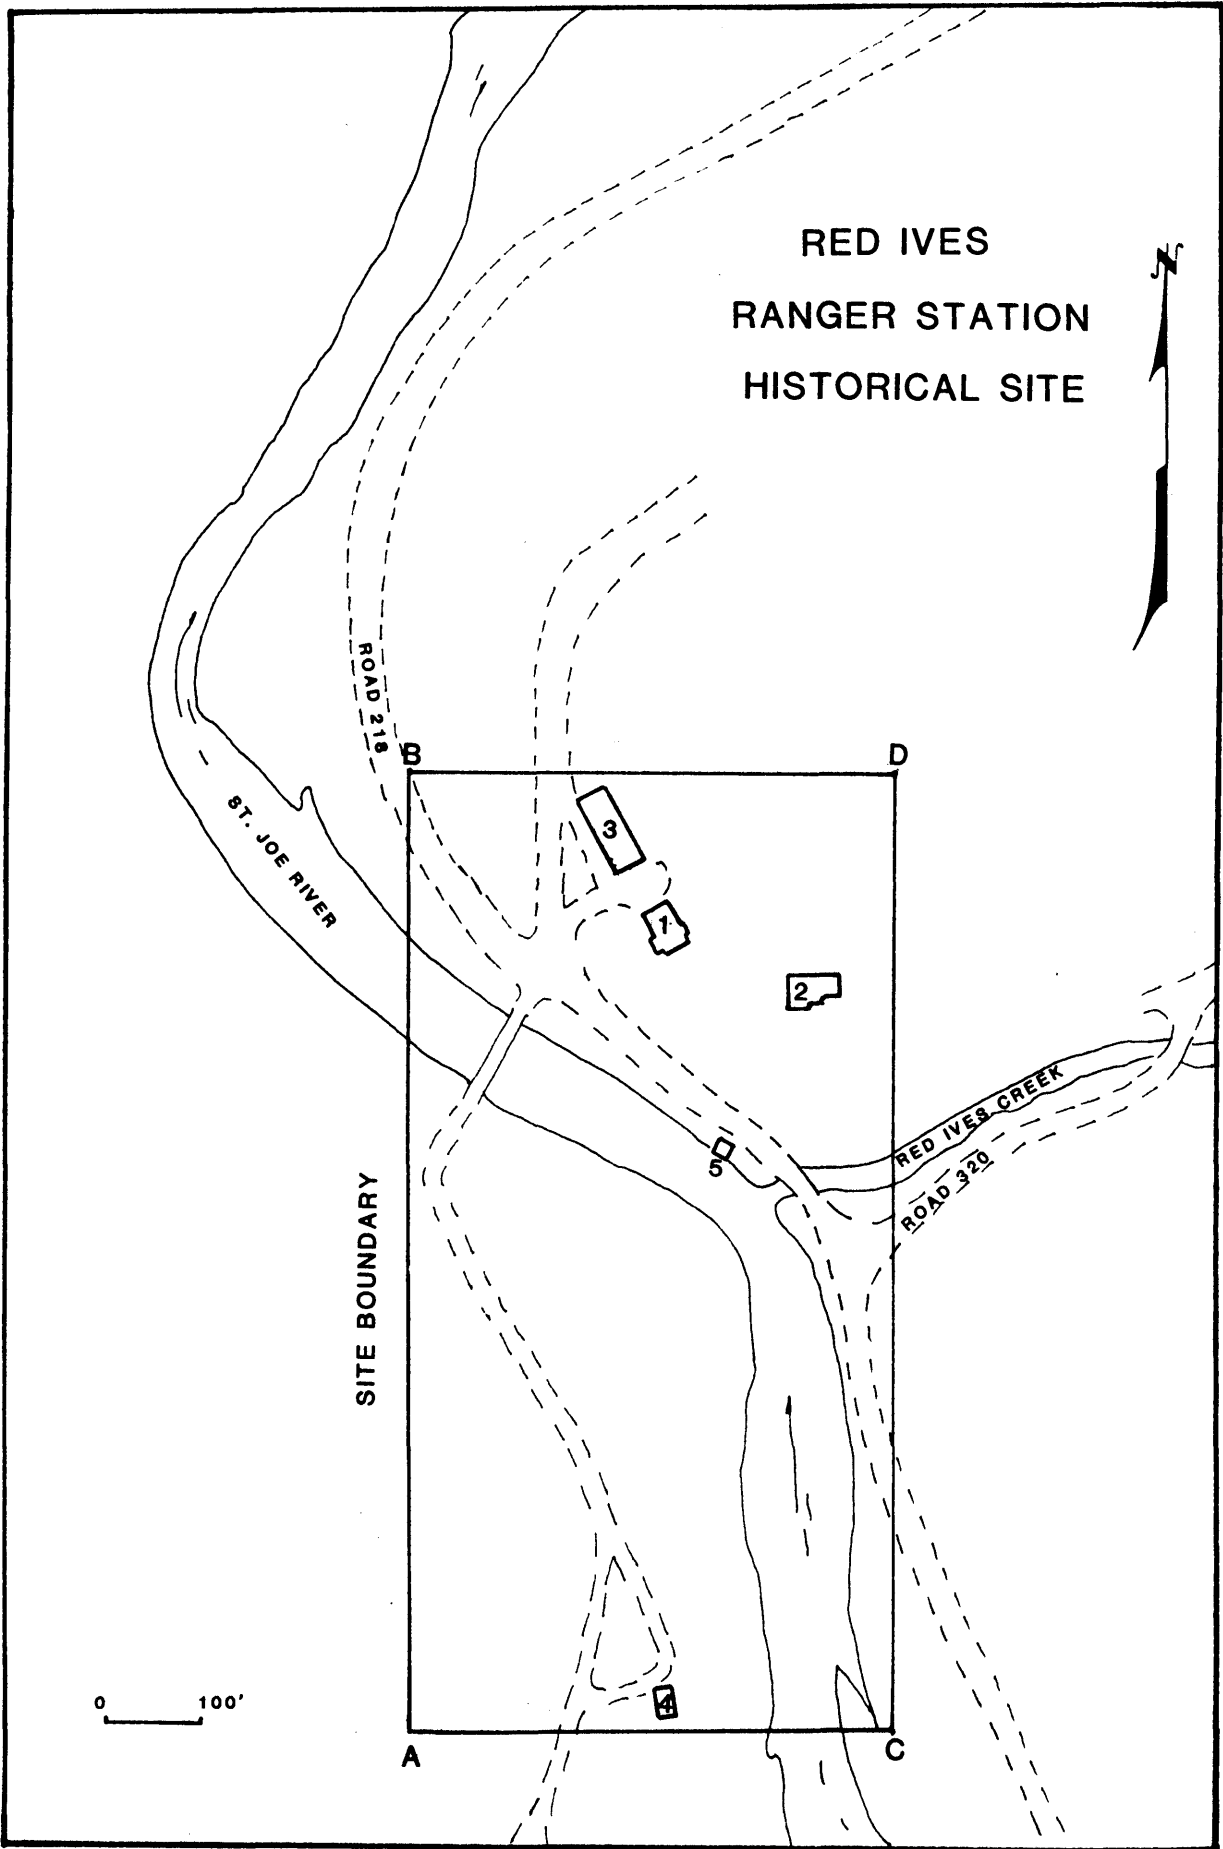 RED IVES
RANGER STATION
HISTORICAL SITE
N
ROAD 218
B
D
3
ST. JOE RIVER
1
2
RED IVES CREEK
5
ROAD 320
SITE BOUNDARY
4
0 100'
A
C